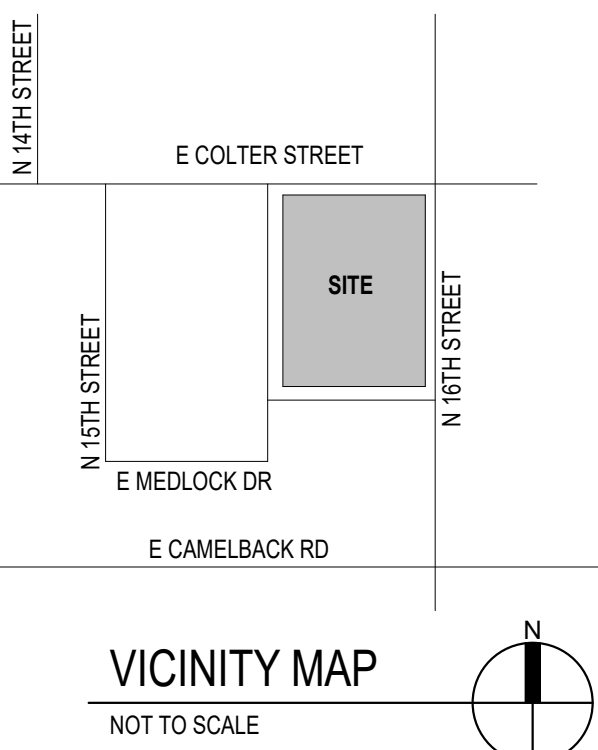 N 14TH STREET
E COLTER STREET
SITE
N 15TH STREET
N 16TH STREET
E MEDLOCK DR
E CAMELBACK RD
N
VICINITY MAP
NOT TO SCALE